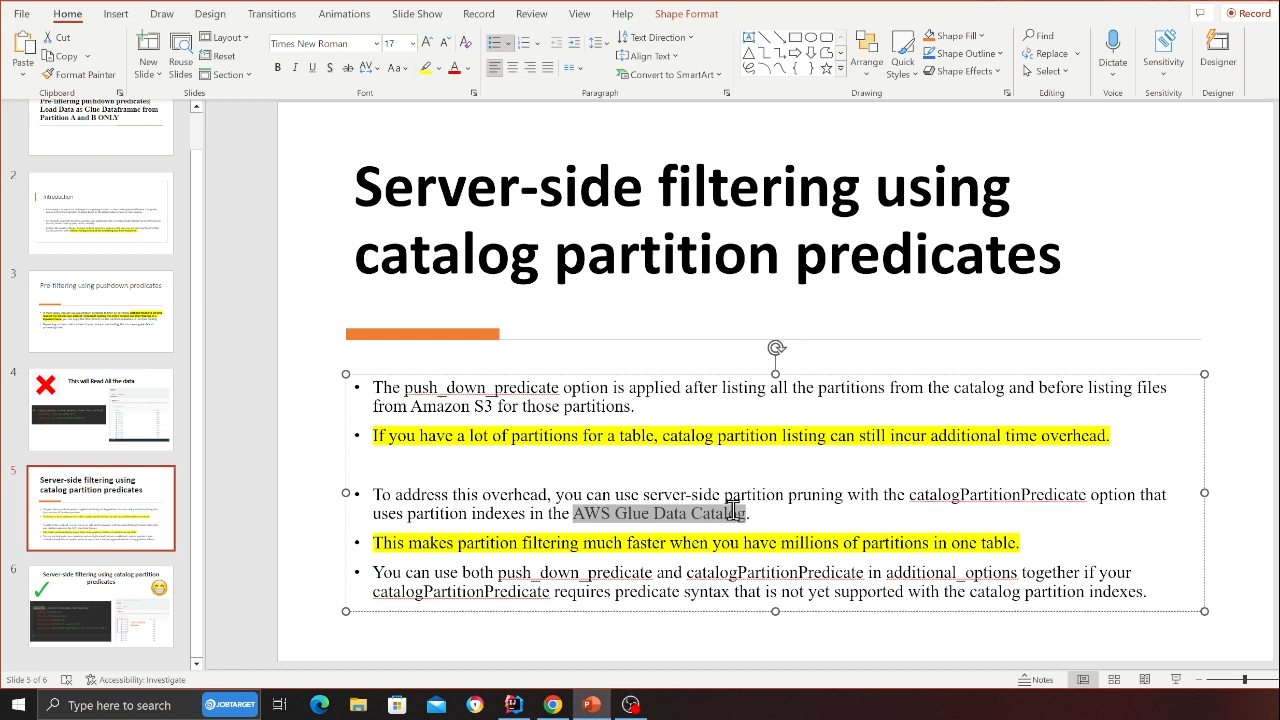 File Home Insert Draw Design Transitions Animations Slide Show Record Review View Help Shape Format Record
Paste Cut Copy Format Painter Clipboard
New Slide Reuse Slides Layout Reset Section Slides
Times New Roman 17 Font
Text Direction Align Text Convert to SmartArt Paragraph
Arrange Quick Styles Shape Fill Shape Outline Shape Effects Drawing
Find Replace Select Editing
Dictate Voice
Sensitivity Sensitivity
Designer Designer
Pre-filtering pushdown predicates|
Load Data as Glue Dataframne from
Partition A and B ONLY
2
Introduction
3
Pre-filtering using pushdown predicates
4
This will Read All the data
5
Server-side filtering using
catalog partition predicates
6
Server-side filtering using catalog partition
predicates
Server-side filtering using
catalog partition predicates
• The push_down_predicate option is applied after listing all the partitions from the catalog and before listing files
from Amazon S3 for those partitions.
• If you have a lot of partitions for a table, catalog partition listing can still incur additional time overhead.
• To address this overhead, you can use server-side partition pruning with the catalogPartitionPredicate option that
uses partition indexes in the AWS Glue Data Catalog
• This makes partition filtering much faster when you have millions of partitions in one table.
• You can use both push_down_predicate and catalogPartitionPredicate in additional_options together if your
catalogPartitionPredicate requires predicate syntax that is not yet supported with the catalog partition indexes.
Slide 5 of 6 Accessibility: Investigate Notes
Type here to search JOBTARGET